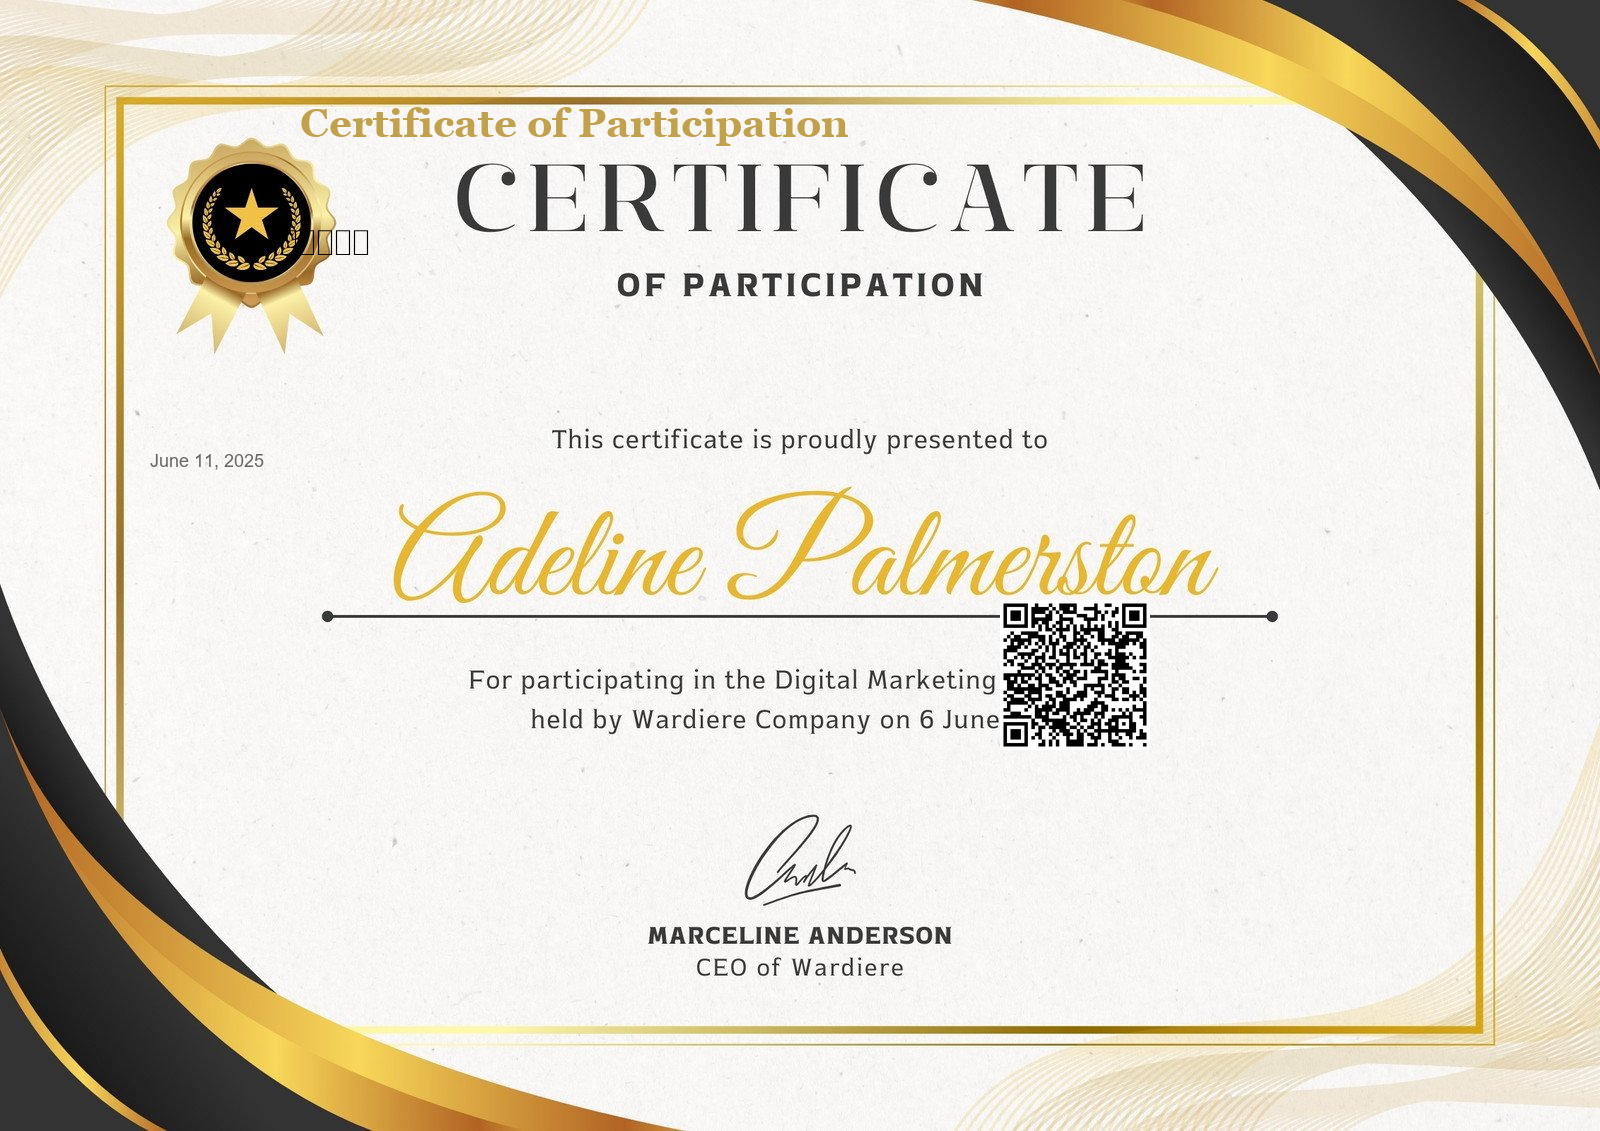 Certificate of Participation
CERTIFICATE
OF PARTICIPATION
This certificate is proudly presented to
June 11, 2025
Adeline Palmerston
For participating in the Digital Marketing
held by Wardiere Company on 6 June
MARCELINE ANDERSON
CEO of Wardiere